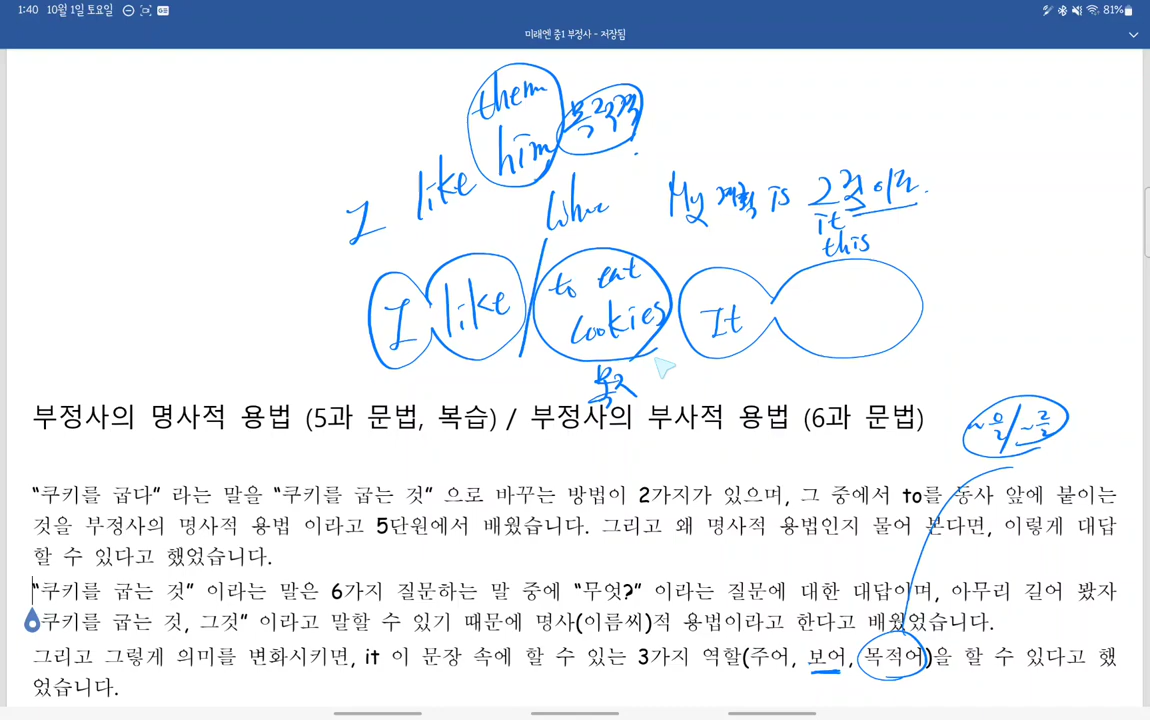 1:40 10월 1일 토요일
81%
미래엔 중1 부정사 - 저장됨
them 목적격
him
I like
My 계획 is 그것이다.
it
this
I like / to eat cookies
It
목적
부정사의 명사적 용법 (5과 문법, 복습) / 부정사의 부사적 용법 (6과 문법)
~을/~를
“쿠키를 굽다” 라는 말을 “쿠키를 굽는 것” 으로 바꾸는 방법이 2가지가 있으며, 그 중에서 to를 동사 앞에 붙이는
것을 부정사의 명사적 용법 이라고 5단원에서 배웠습니다. 그리고 왜 명사적 용법인지 물어 본다면, 이렇게 대답
할 수 있다고 했었습니다.
“쿠키를 굽는 것” 이라는 말은 6가지 질문하는 말 중에 “무엇?” 이라는 질문에 대한 대답이며, 아무리 길어 봤자
쿠키를 굽는 것, 그것” 이라고 말할 수 있기 때문에 명사(이름씨)적 용법이라고 한다고 배웠었습니다.
그리고 그렇게 의미를 변화시키면, it 이 문장 속에 할 수 있는 3가지 역할(주어, 보어, 목적어)을 할 수 있다고 했
었습니다.